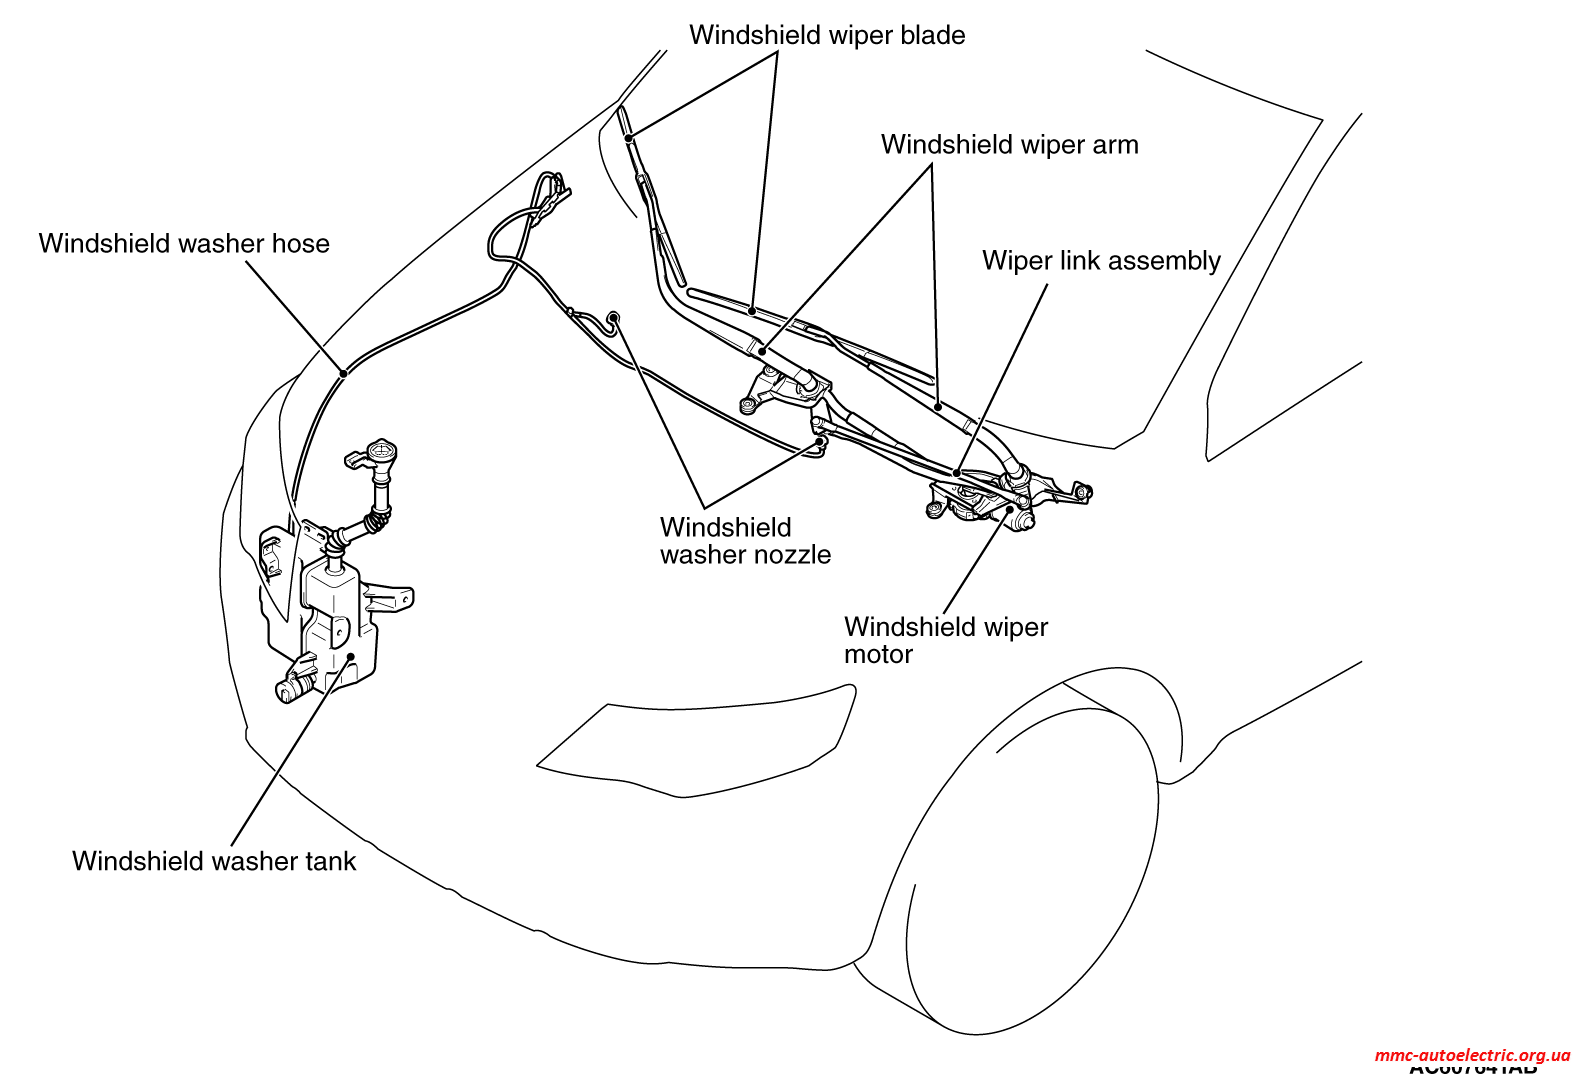 Windshield wiper blade
Windshield wiper arm
Windshield washer hose
Wiper link assembly
Windshield
washer nozzle
Windshield wiper
motor
Windshield washer tank
mmc-autoelectric.org.ua